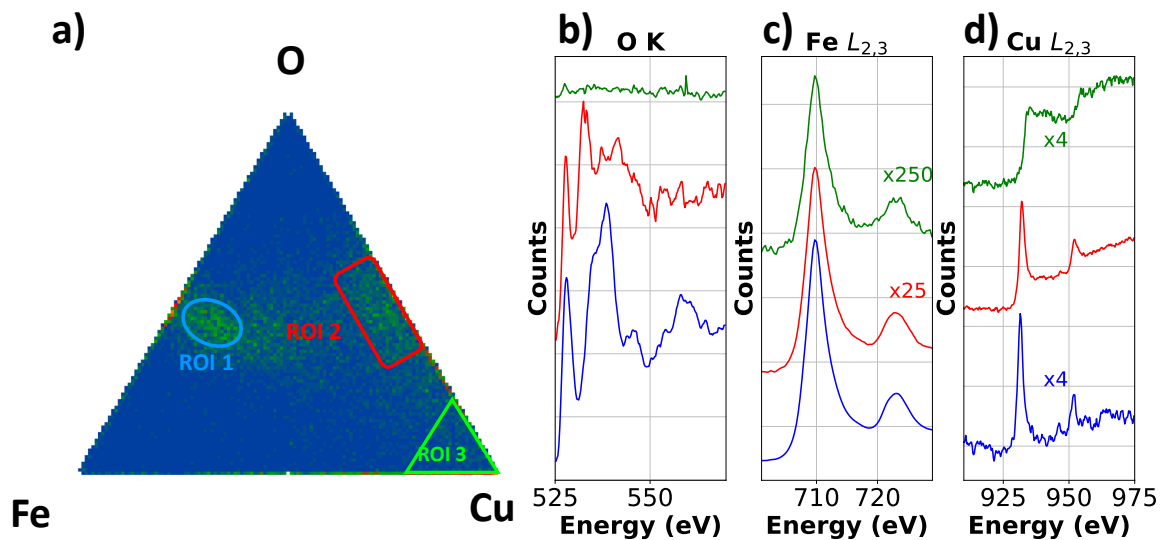 a)
O
ROI 1
ROI 2
ROI 3
Fe
Cu
b)
O K
Counts
525
550
Energy (eV)
c)
Fe L2,3
x250
x25
Counts
710
720
Energy (eV)
d)
Cu L2,3
x4
x4
Counts
925
950
975
Energy (eV)